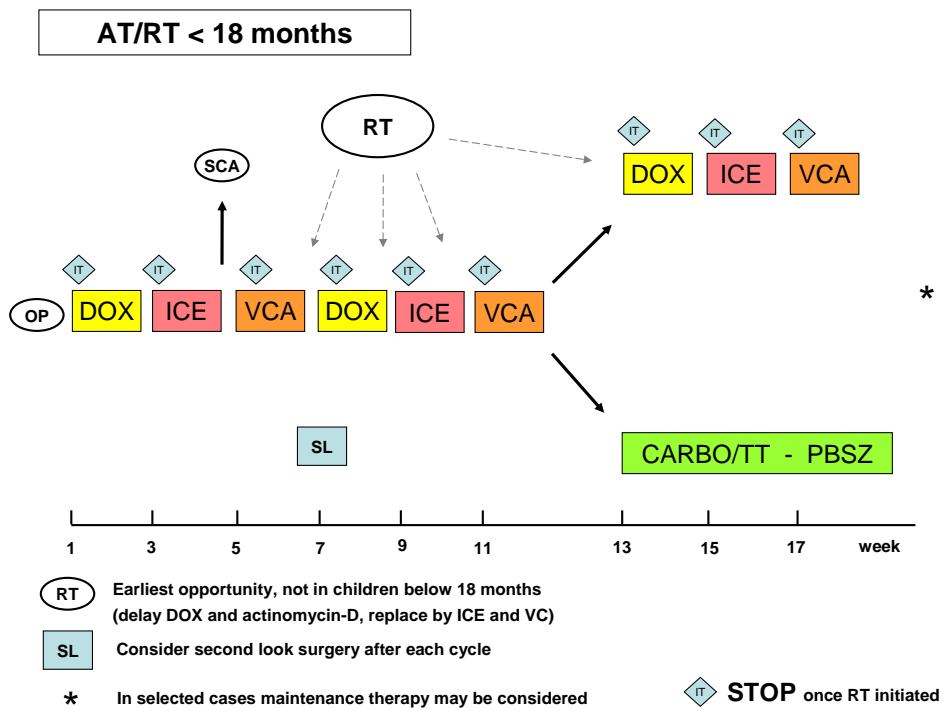 AT/RT < 18 months
RT
IT IT IT
DOX ICE VCA
SCA
IT IT IT IT IT IT
OP DOX ICE VCA DOX ICE VCA
*
SL
CARBO/TT - PBSZ
1 3 5 7 9 11 13 15 17 week
RT Earliest opportunity, not in children below 18 months
(delay DOX and actinomycin-D, replace by ICE and VC)
SL Consider second look surgery after each cycle
* In selected cases maintenance therapy may be considered
IT STOP once RT initiated